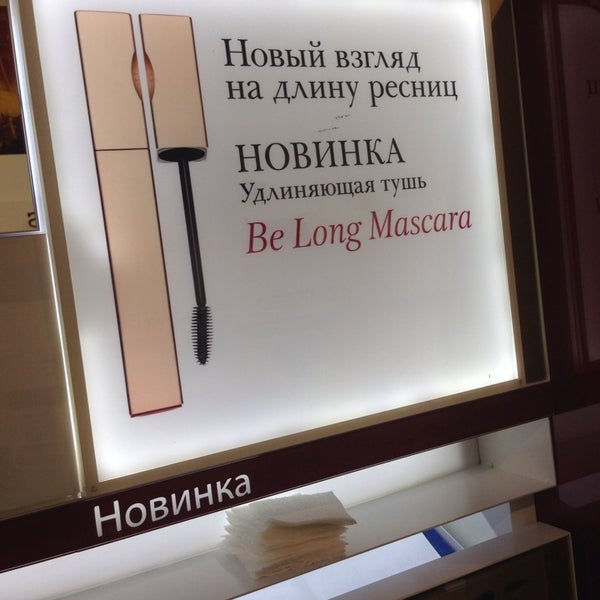 Новый взгляд
на длину ресниц
НОВИНКА
Удлиняющая тушь
Be Long Mascara
Новинка